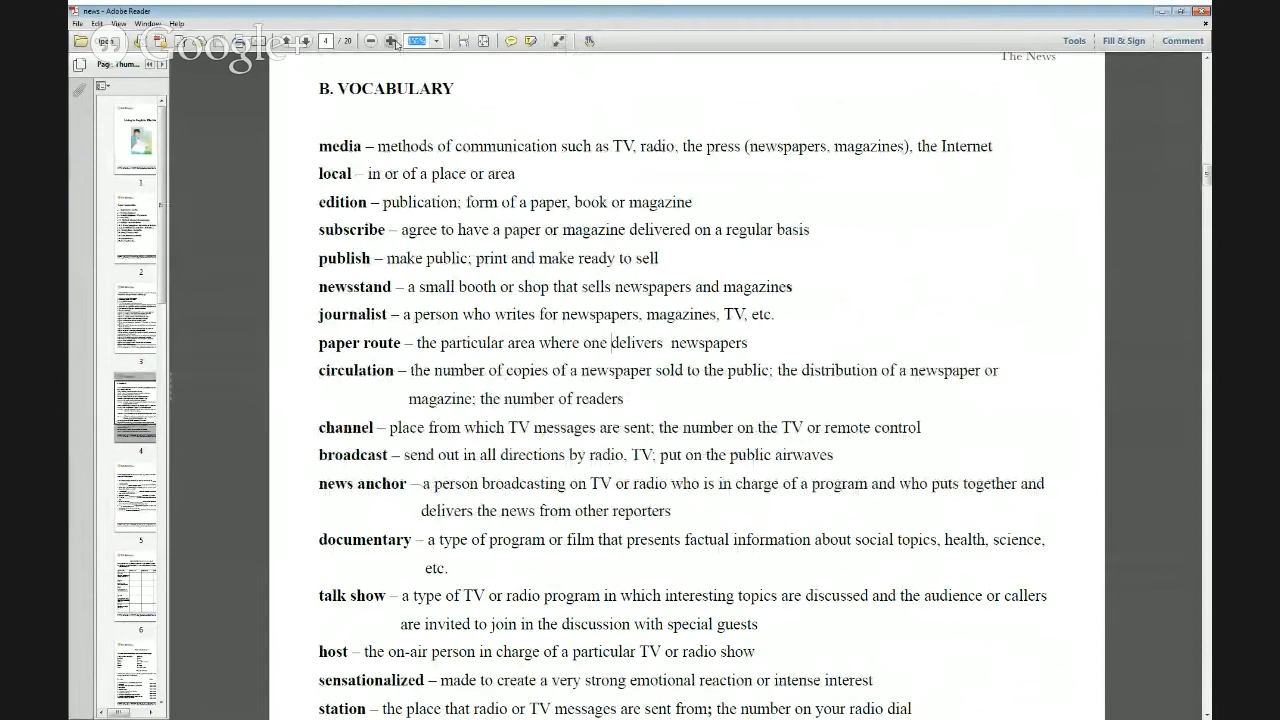 news - Adobe Reader
File Edit View Window Help
Open
4 / 20
Tools
Fill & Sign
Comment
Google+
The News
B. VOCABULARY
media – methods of communication such as TV, radio, the press (newspapers, magazines), the Internet
local – in or of a place or area
edition – publication; form of a paper, book or magazine
subscribe – agree to have a paper or magazine delivered on a regular basis
publish – make public; print and make ready to sell
newsstand – a small booth or shop that sells newspapers and magazines
journalist – a person who writes for newspapers, magazines, TV, etc.
paper route – the particular area where one delivers newspapers
circulation – the number of copies of a newspaper sold to the public; the distribution of a newspaper or
magazine; the number of readers
channel – place from which TV messages are sent; the number on the TV or remote control
broadcast – send out in all directions by radio, TV; put on the public airwaves
news anchor – a person broadcasting on TV or radio who is in charge of a program and who puts together and
delivers the news from other reporters
documentary – a type of program or film that presents factual information about social topics, health, science,
etc.
talk show – a type of TV or radio program in which interesting topics are discussed and the audience or callers
are invited to join in the discussion with special guests
host – the on-air person in charge of a particular TV or radio show
sensationalized – made to create a very strong emotional reaction or intense interest
station – the place that radio or TV messages are sent from; the number on your radio dial
Page Thum...
1
2
3
4
5
6